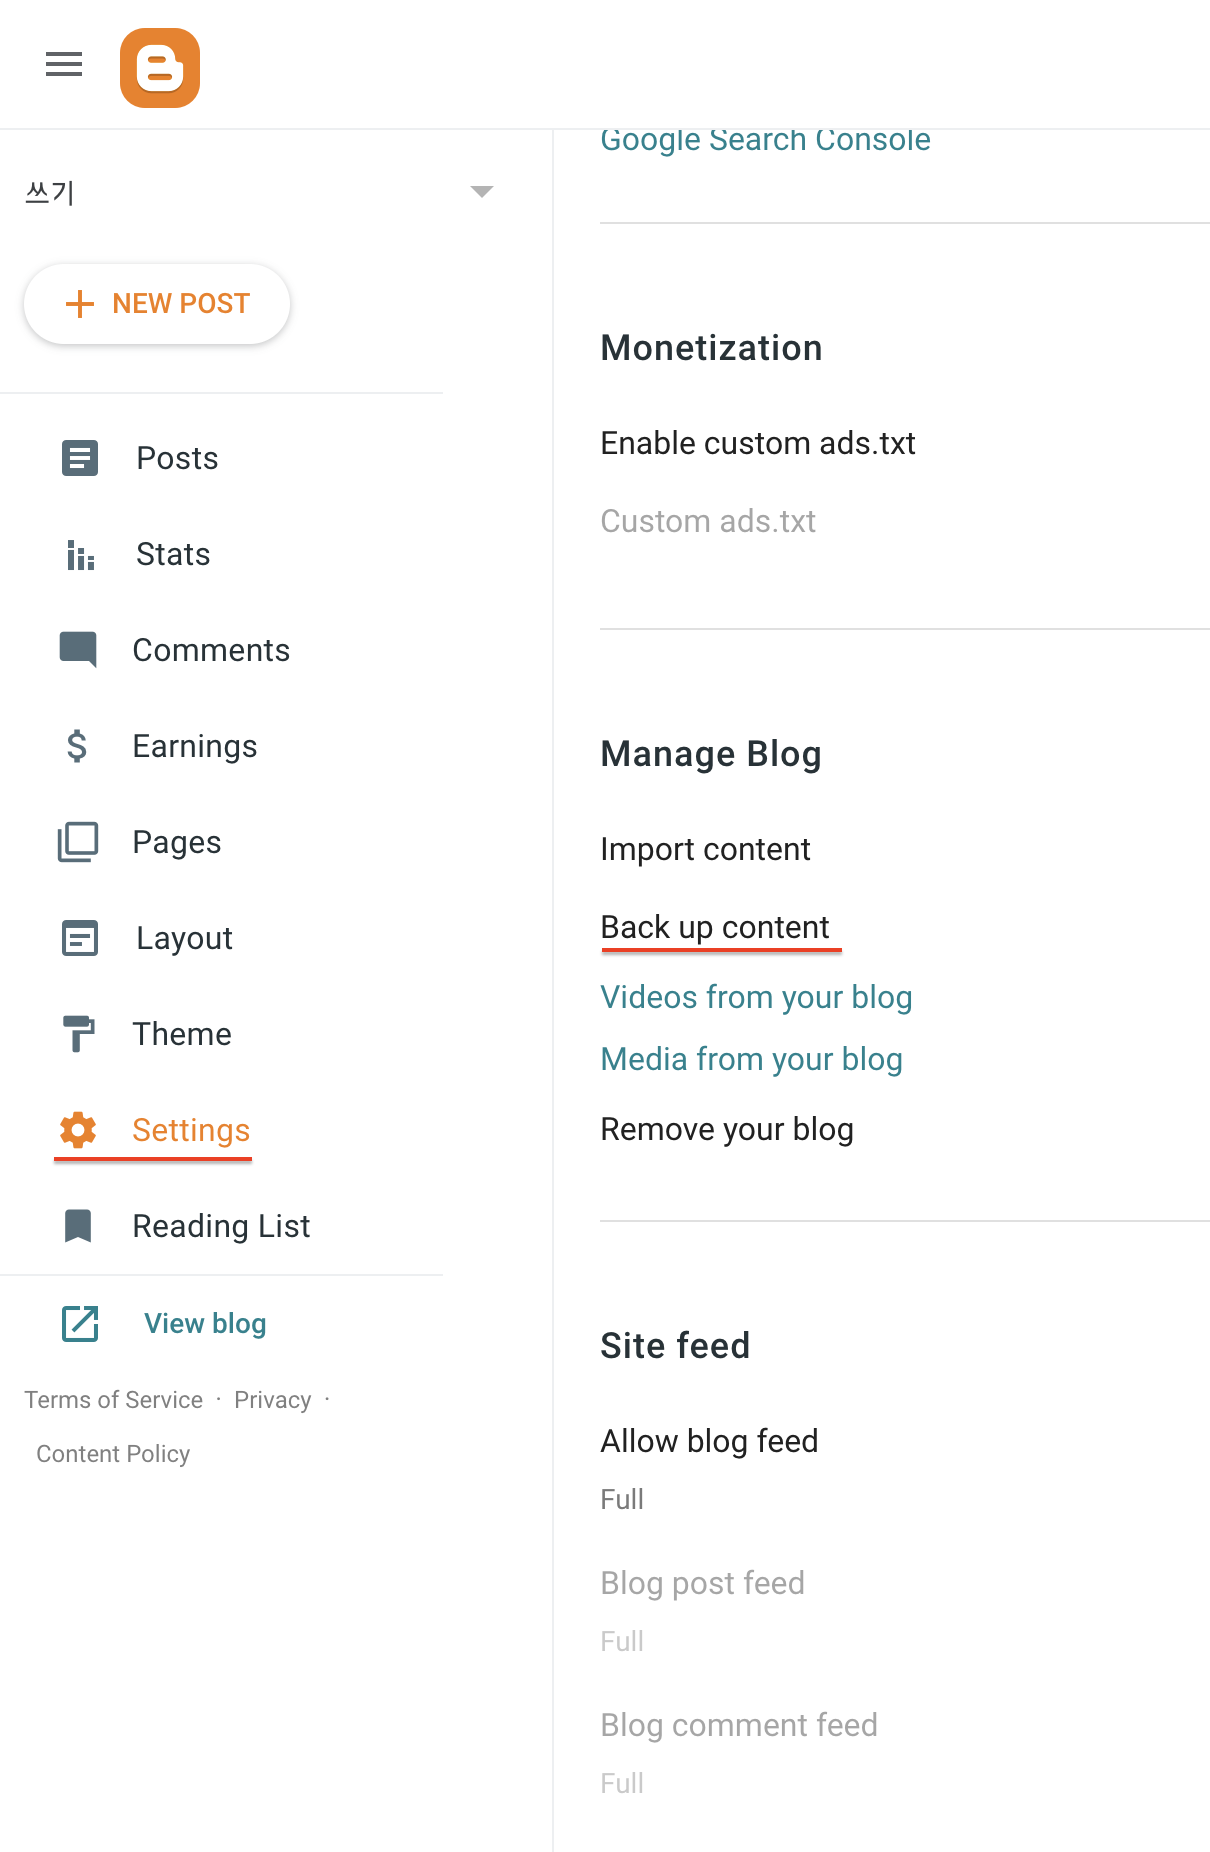 쓰기
NEW POST
Posts
Stats
Comments
Earnings
Pages
Layout
Theme
Settings
Reading List
View blog
Terms of Service · Privacy ·
Content Policy
Google Search Console
Monetization
Enable custom ads.txt
Custom ads.txt
Manage Blog
Import content
Back up content
Videos from your blog
Media from your blog
Remove your blog
Site feed
Allow blog feed
Full
Blog post feed
Full
Blog comment feed
Full